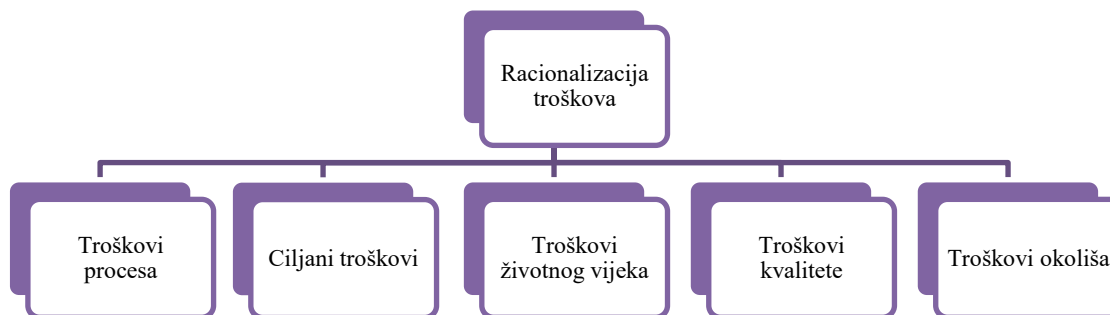 Racionalizacija
troškova
Troškovi
procesa
Ciljani troškovi
Troškovi
životnog vijeka
Troškovi
kvalitete
Troškovi okoliša